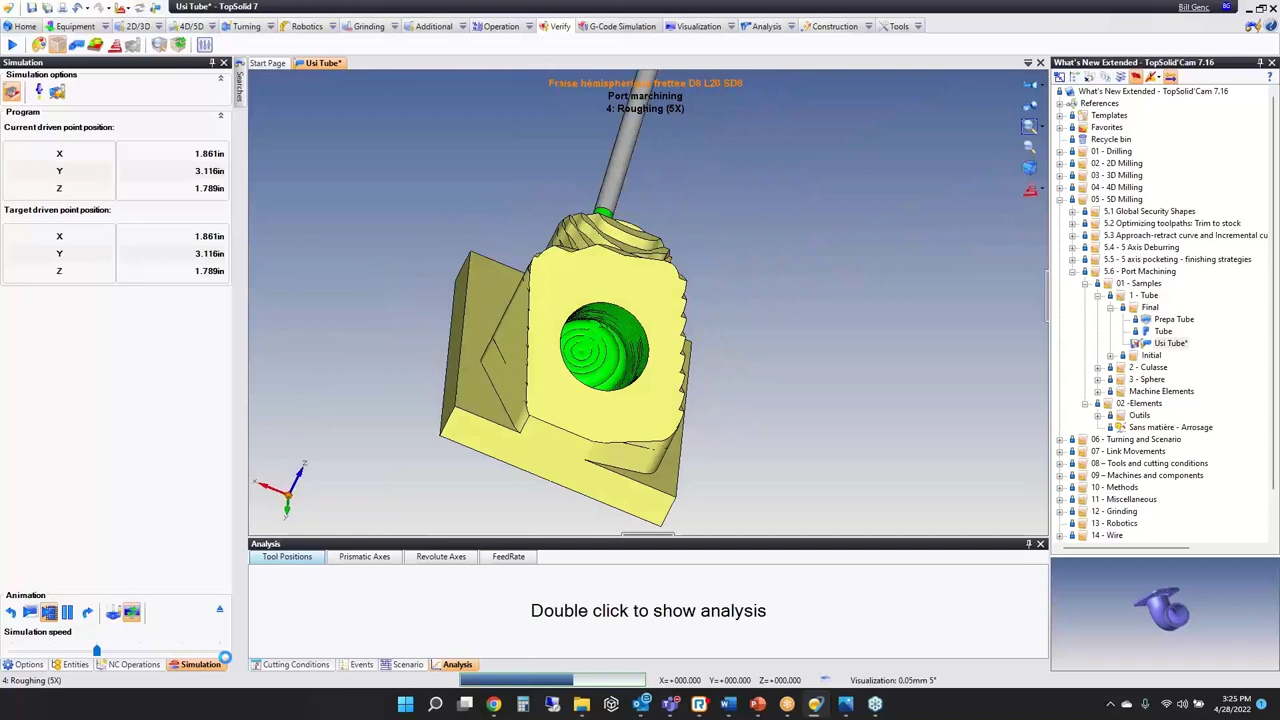 Usi Tube* - TopSolid 7
Bill Genc
Home
Equipment
2D/3D
4D/5D
Turning
Robotics
Grinding
Additional
Operation
Verify
G-Code Simulation
Visualization
Analysis
Construction
Tools
Simulation
Simulation options
Program
Current driven point position:
X 1.861in
Y 3.116in
Z 1.789in
Target driven point position:
X 1.861in
Y 3.116in
Z 1.789in
Animation
Simulation speed
Options
Entities
NC Operations
Simulation
4: Roughing (5X)
Searches
Start Page
Usi Tube*
Fraise hémisphérique frettée D8 L20 SD8
Port marchining
4: Roughing (5X)
Z
X
Analysis
Tool Positions
Prismatic Axes
Revolute Axes
FeedRate
Double click to show analysis
Cutting Conditions
Events
Scenario
Analysis
X=+000.000 Y=+000.000 Z=+000.000
Visualization: 0.05mm 5°
What's New Extended - TopSolid'Cam 7.16
What's New Extended - TopSolid'Cam 7.16
References
Templates
Favorites
Recycle bin
01 - Drilling
02 - 2D Milling
03 - 3D Milling
04 - 4D Milling
05 - 5D Milling
5.1 Global Security Shapes
5.2 Optimizing toolpaths: Trim to stock
5.3 Approach-retract curve and Incremental cu
5.4 - 5 Axis Deburring
5.5 - 5 axis pocketing - finishing strategies
5.6 - Port Machining
01 - Samples
1 - Tube
Final
Prepa Tube
Tube
Usi Tube*
Initial
2 - Culasse
3 - Sphere
Machine Elements
02 -Elements
Outils
Sans matière - Arrosage
06 - Turning and Scenario
07 - Link Movements
08 – Tools and cutting conditions
09 – Machines and components
10 - Methods
11 - Miscellaneous
12 - Grinding
13 - Robotics
14 - Wire
3:25 PM
4/28/2022